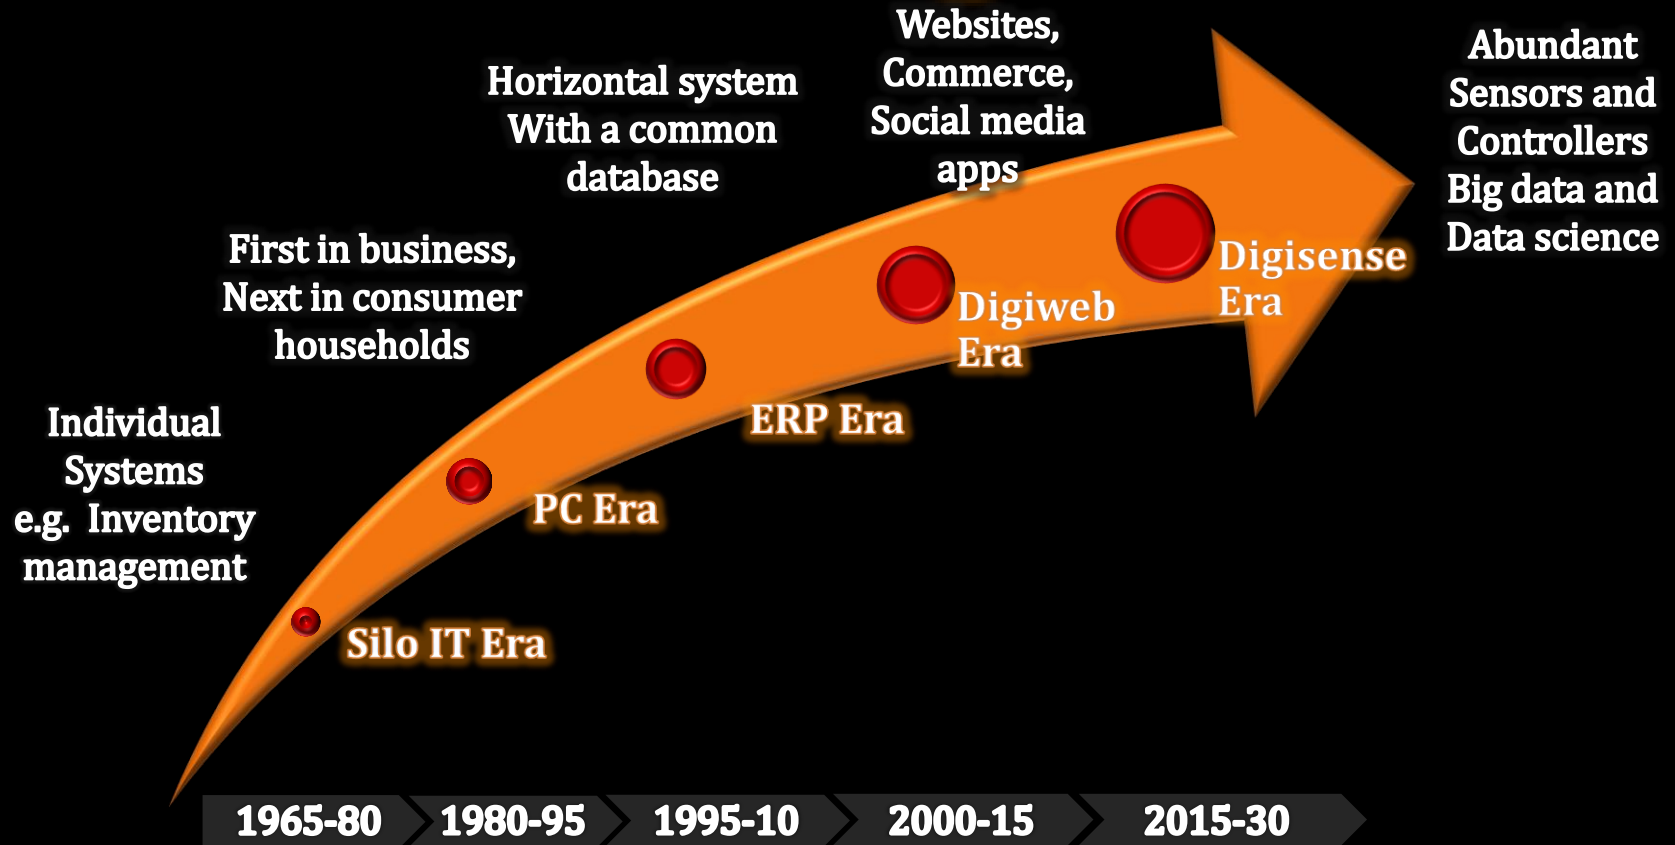 Individual
Systems
e.g. Inventory
management
First in business,
Next in consumer
households
Horizontal system
With a common
database
Websites,
Commerce,
Social media
apps
Abundant
Sensors and
Controllers
Big data and
Data science
Silo IT Era
PC Era
ERP Era
Digiweb
Era
Digisense
Era
1965-80
1980-95
1995-10
2000-15
2015-30